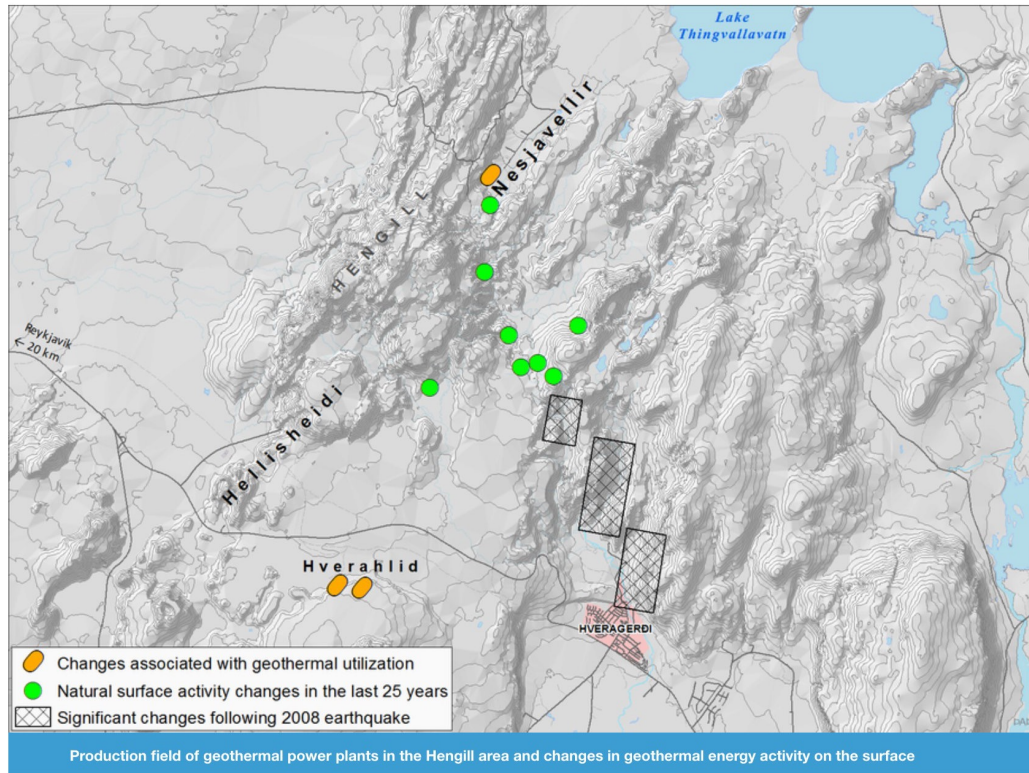 Lake
Thingvallavatn
Nesjavellir
HENGILL
Reykjavik
← 20 km
Hellisheidi
Hverahlid
HVERAGERÐI
Changes associated with geothermal utilization
Natural surface activity changes in the last 25 years
Significant changes following 2008 earthquake
Production field of geothermal power plants in the Hengill area and changes in geothermal energy activity on the surface